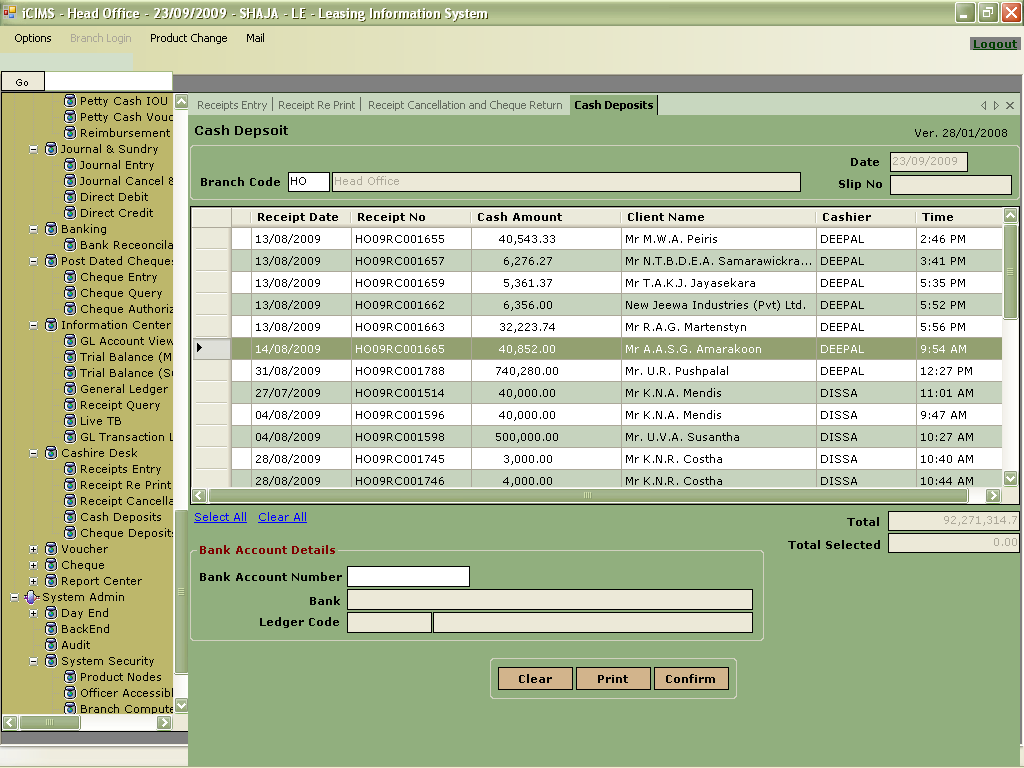 iCIMS - Head Office - 23/09/2009 - SHAJA - LE - Leasing Information System
Options Branch Login Product Change Mail
Logout
Go
Petty Cash IOU
Petty Cash Vouc
Reimbursement
Journal & Sundry
Journal Entry
Journal Cancel &
Direct Debit
Direct Credit
Banking
Bank Receoncila
Post Dated Cheques
Cheque Entry
Cheque Query
Cheque Authoriz
Information Center
GL Account View
Trial Balance (M
Trial Balance (Su
General Ledger
Receipt Query
Live TB
GL Transaction L
Cashire Desk
Receipts Entry
Receipt Re Print
Receipt Cancella
Cash Deposits
Cheque Deposits
Voucher
Cheque
Report Center
System Admin
Day End
BackEnd
Audit
System Security
Product Nodes
Officer Accessibl
Branch Compute
Receipts Entry Receipt Re Print Receipt Cancellation and Cheque Return Cash Deposits
Cash Depsoit
Ver. 28/01/2008
Date 23/09/2009
Branch Code HO Head Office
Slip No
Receipt Date Receipt No Cash Amount Client Name Cashier Time
13/08/2009 HO09RC001655 40,543.33 Mr M.W.A. Peiris DEEPAL 2:46 PM
13/08/2009 HO09RC001657 6,276.27 Mr N.T.B.D.E.A. Samarawickra... DEEPAL 3:41 PM
13/08/2009 HO09RC001659 5,361.37 Mr T.A.K.J. Jayasekara DEEPAL 5:35 PM
13/08/2009 HO09RC001662 6,356.00 New Jeewa Industries (Pvt) Ltd. DEEPAL 5:52 PM
13/08/2009 HO09RC001663 32,223.74 Mr R.A.G. Martenstyn DEEPAL 5:56 PM
14/08/2009 HO09RC001665 40,852.00 Mr A.A.S.G. Amarakoon DEEPAL 9:54 AM
31/08/2009 HO09RC001788 740,280.00 Mr. U.R. Pushpalal DEEPAL 12:27 PM
27/07/2009 HO09RC001514 40,000.00 Mr K.N.A. Mendis DISSA 11:01 AM
04/08/2009 HO09RC001596 40,000.00 Mr K.N.A. Mendis DISSA 9:47 AM
04/08/2009 HO09RC001598 500,000.00 Mr. U.V.A. Susantha DISSA 10:27 AM
28/08/2009 HO09RC001745 3,000.00 Mr K.N.R. Costha DISSA 10:40 AM
28/08/2009 HO09RC001746 4,000.00 Mr K.N.R. Costha DISSA 10:44 AM
Select All Clear All
Total 92,271,314.7
Total Selected 0.00
Bank Account Details
Bank Account Number
Bank
Ledger Code
Clear Print Confirm